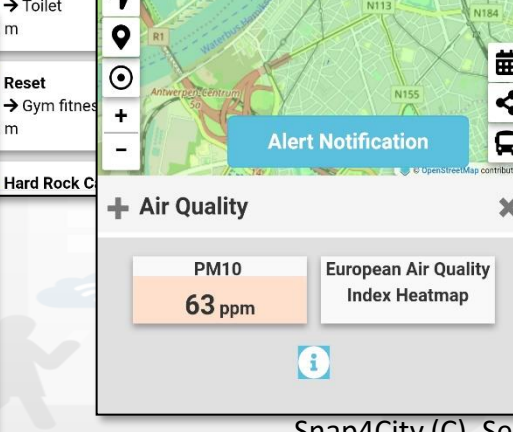 → Toilet
m
Reset
→ Gym fitnes
m
Hard Rock C
N113
N184
R1
Waterbus
Antwerpen-Centrum
N155
+
−
Alert Notification
© OpenStreetMap contribut
+ Air Quality
PM10
63 ppm
European Air Quality
Index Heatmap
i
Snap4City (C), Se